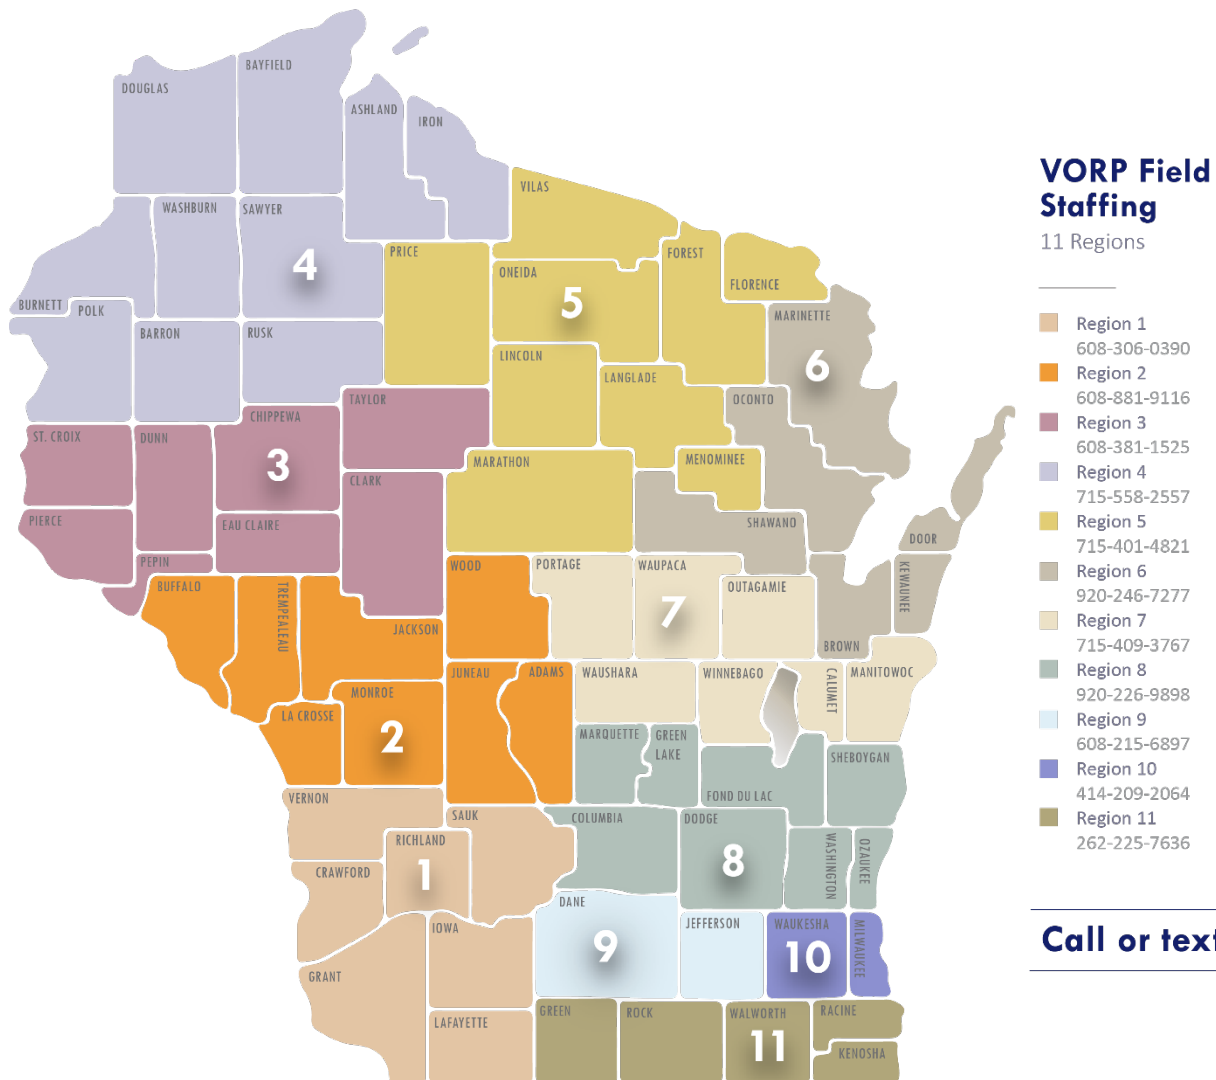 BAYFIELD
DOUGLAS
ASHLAND
IRON
VILAS
WASHBURN
SAWYER
4
PRICE
FOREST
ONEIDA
FLORENCE
5
BURNETT
POLK
BARRON
RUSK
MARINETTE
6
LINCOLN
LANGLADE
TAYLOR
OCONTO
CHIPPEWA
ST. CROIX
DUNN
3
MARATHON
MENOMINEE
CLARK
PIERCE
EAU CLAIRE
SHAWANO
DOOR
PEPIN
WOOD
PORTAGE
WAUPACA
KEWAUNEE
BUFFALO
TREMPEALEAU
OUTAGAMIE
7
JACKSON
BROWN
JUNEAU
ADAMS
WAUSHARA
WINNEBAGO
CALUMET
MANITOWOC
MONROE
LA CROSSE
2
MARQUETTE
GREEN
LAKE
SHEBOYGAN
VERNON
FOND DU LAC
SAUK
COLUMBIA
DODGE
RICHLAND
WASHINGTON
OZAUKEE
8
CRAWFORD
1
DANE
IOWA
JEFFERSON
WAUKESHA
MILWAUKEE
9
10
GRANT
LAFAYETTE
GREEN
ROCK
WALWORTH
RACINE
11
KENOSHA
VORP Field
Staffing
11 Regions
Region 1
608-306-0390
Region 2
608-881-9116
Region 3
608-381-1525
Region 4
715-558-2557
Region 5
715-401-4821
Region 6
920-246-7277
Region 7
715-409-3767
Region 8
920-226-9898
Region 9
608-215-6897
Region 10
414-209-2064
Region 11
262-225-7636
Call or text